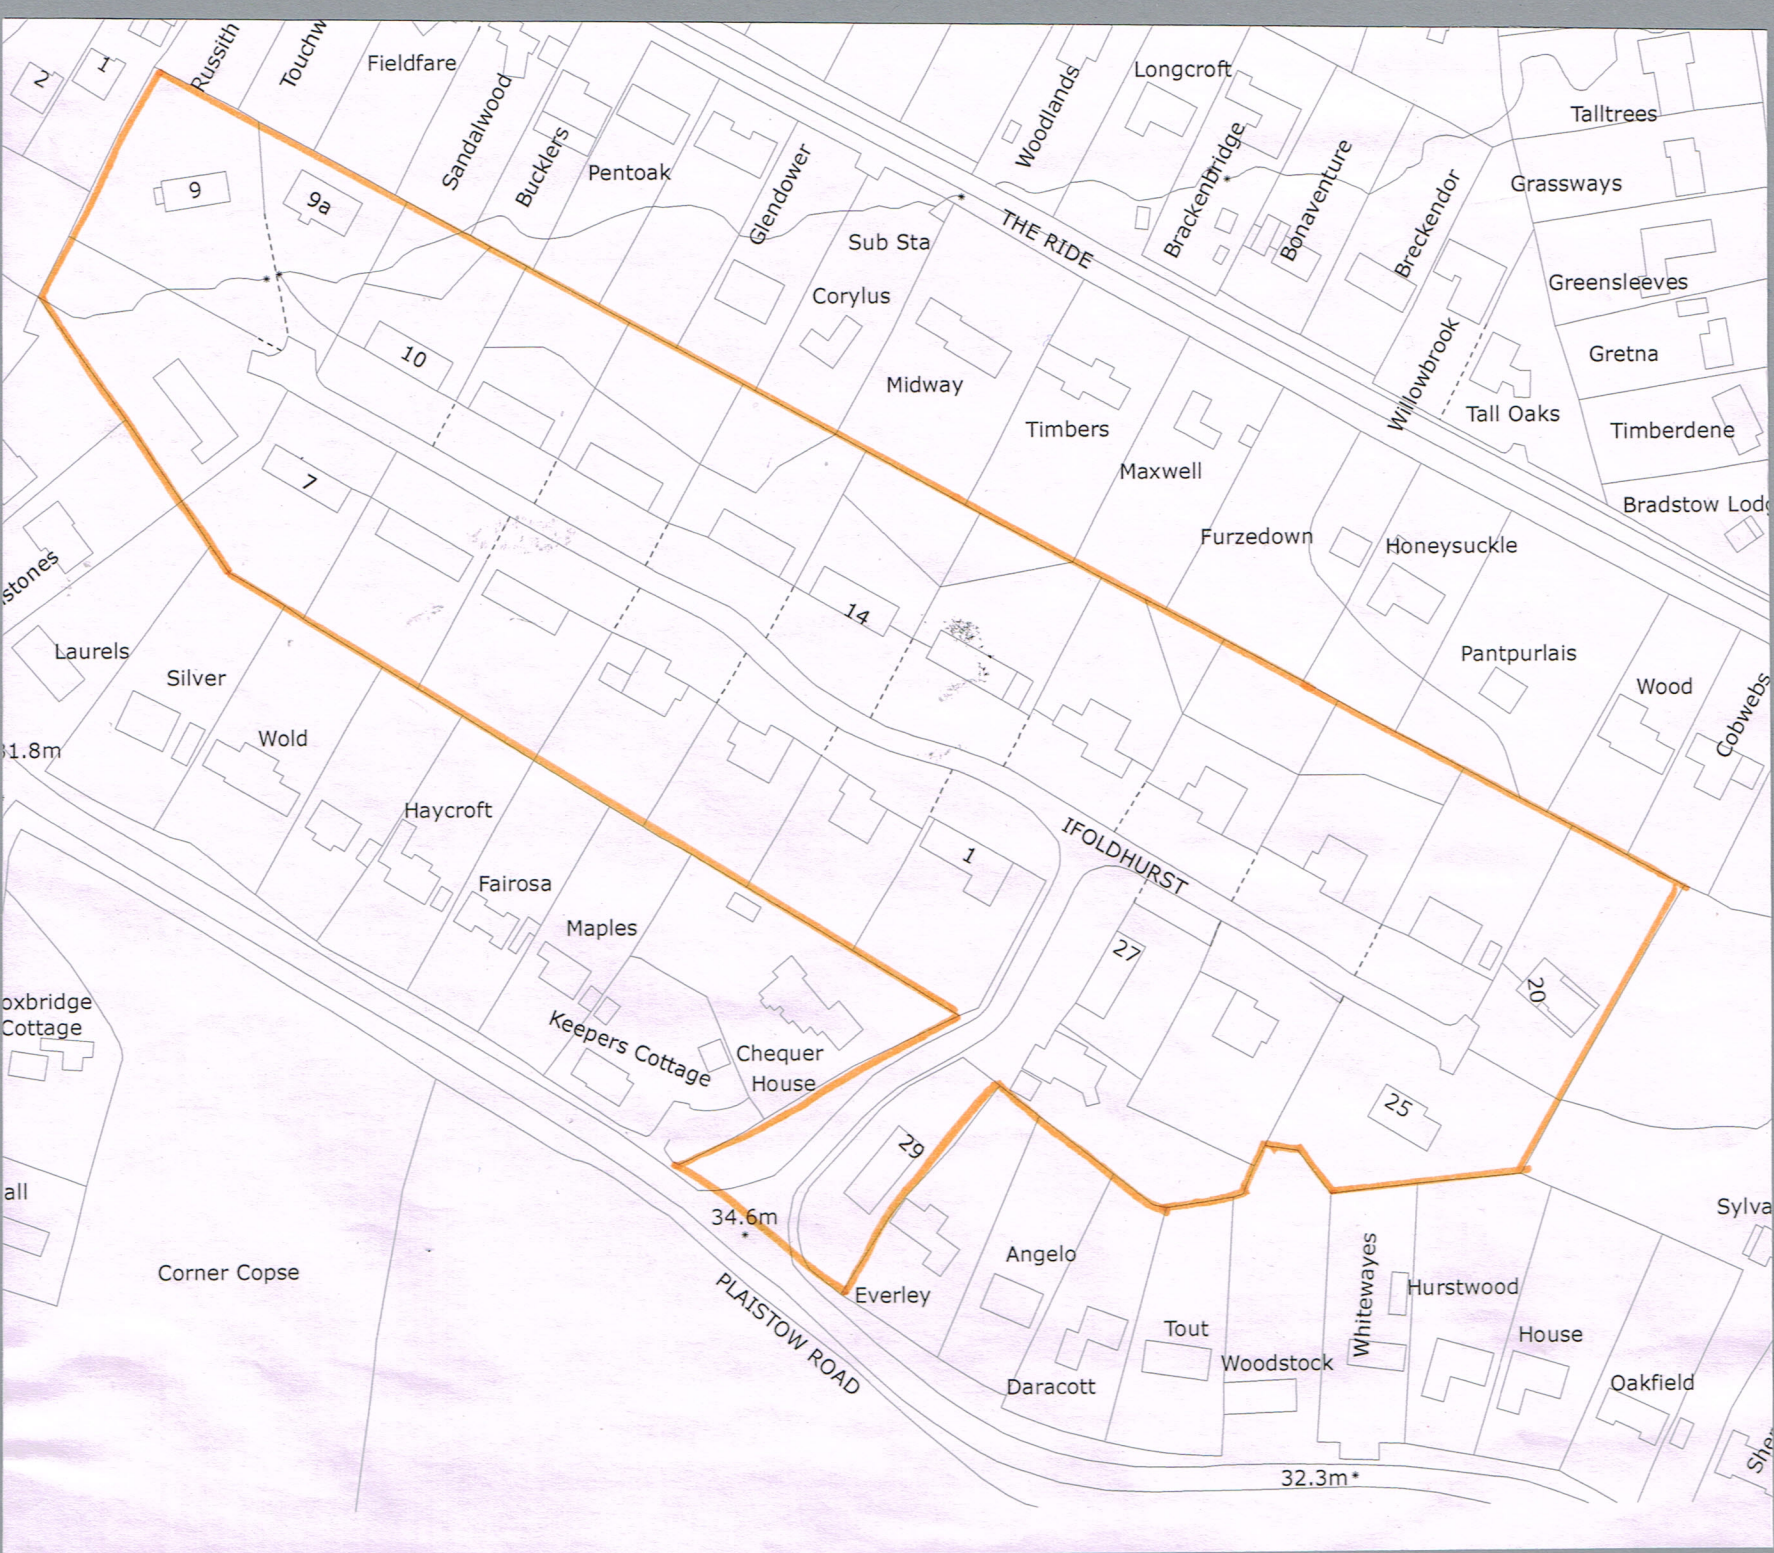 2
1
Russith
Touchw
Fieldfare
Sandalwood
Bucklers
Pentoak
Glendower
Woodlands
Longcroft
Brackenbridge
Bonaventure
Breckendor
Talltrees
Grassways
9
9a
Sub Sta
THE RIDE
Greensleeves
Corylus
10
Midway
Willowbrook
Gretna
Tall Oaks
Timberdene
Timbers
Maxwell
7
Bradstow Lodg
Furzedown
Honeysuckle
stones
14
Laurels
Silver
Pantpurlais
Wood
Cobwebs
31.8m
Wold
Haycroft
IFOLDHURST
1
Fairosa
Maples
27
20
oxbridge
Cottage
Keepers Cottage
Chequer
House
25
29
all
34.6m
Sylva
Corner Copse
Angelo
Everley
PLAISTOW ROAD
Whitewayes
Hurstwood
Tout
House
Woodstock
Daracott
Oakfield
She
32.3m